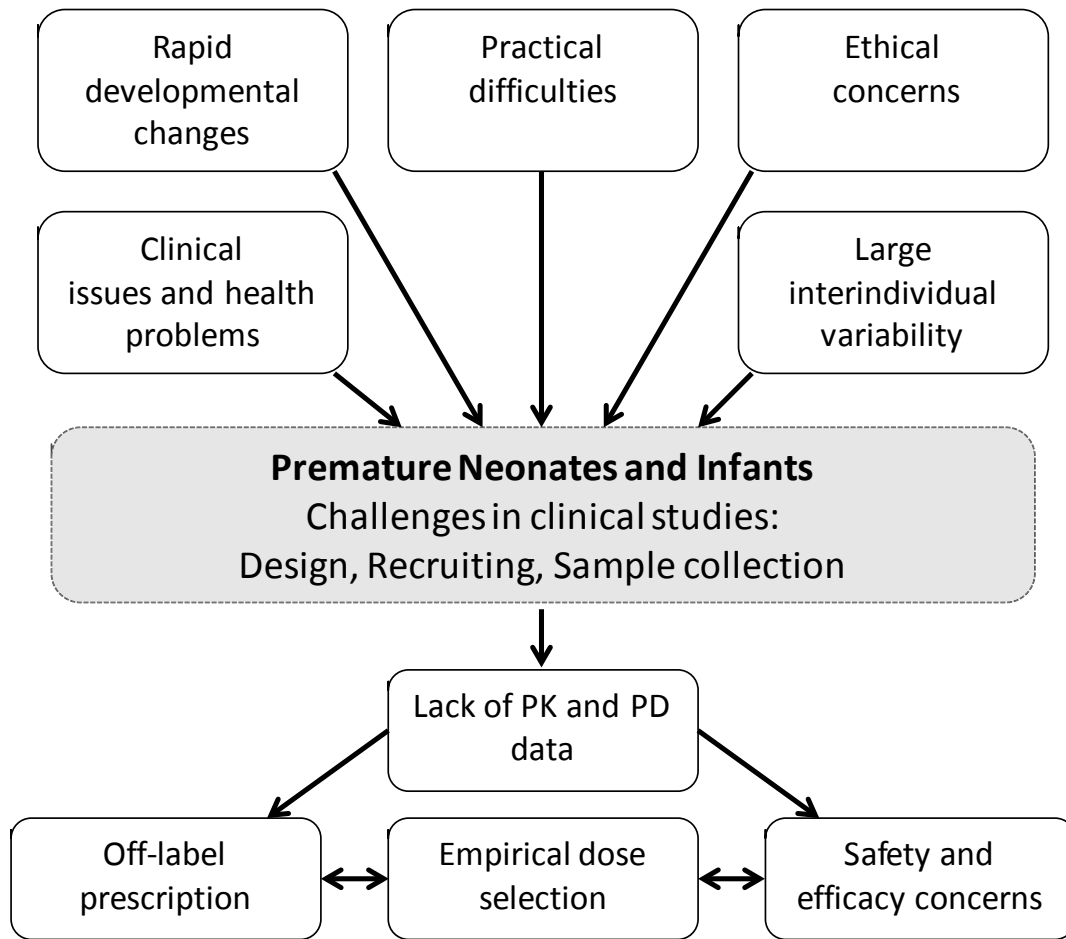 Rapid
developmental
changes
Practical
difficulties
Ethical
concerns
Clinical
issues and health
problems
Large
interindividual
variability
Premature Neonates and Infants
Challenges in clinical studies:
Design, Recruiting, Sample collection
Lack of PK and PD
data
Off-label
prescription
Empirical dose
selection
Safety and
efficacy concerns